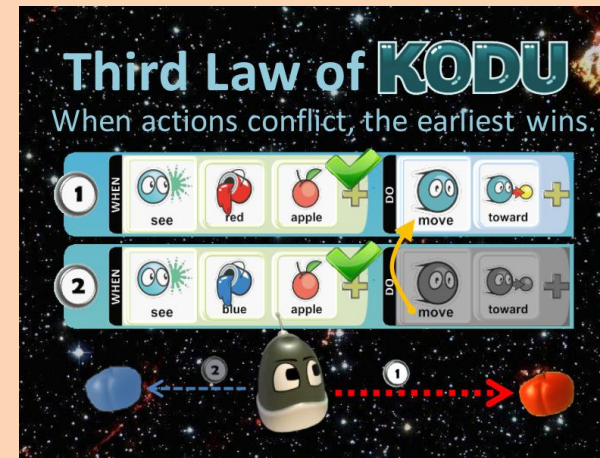 Third Law of KODU
When actions conflict, the earliest wins.
1 WHEN see red apple DO move toward
2 WHEN see blue apple DO move toward
2 1